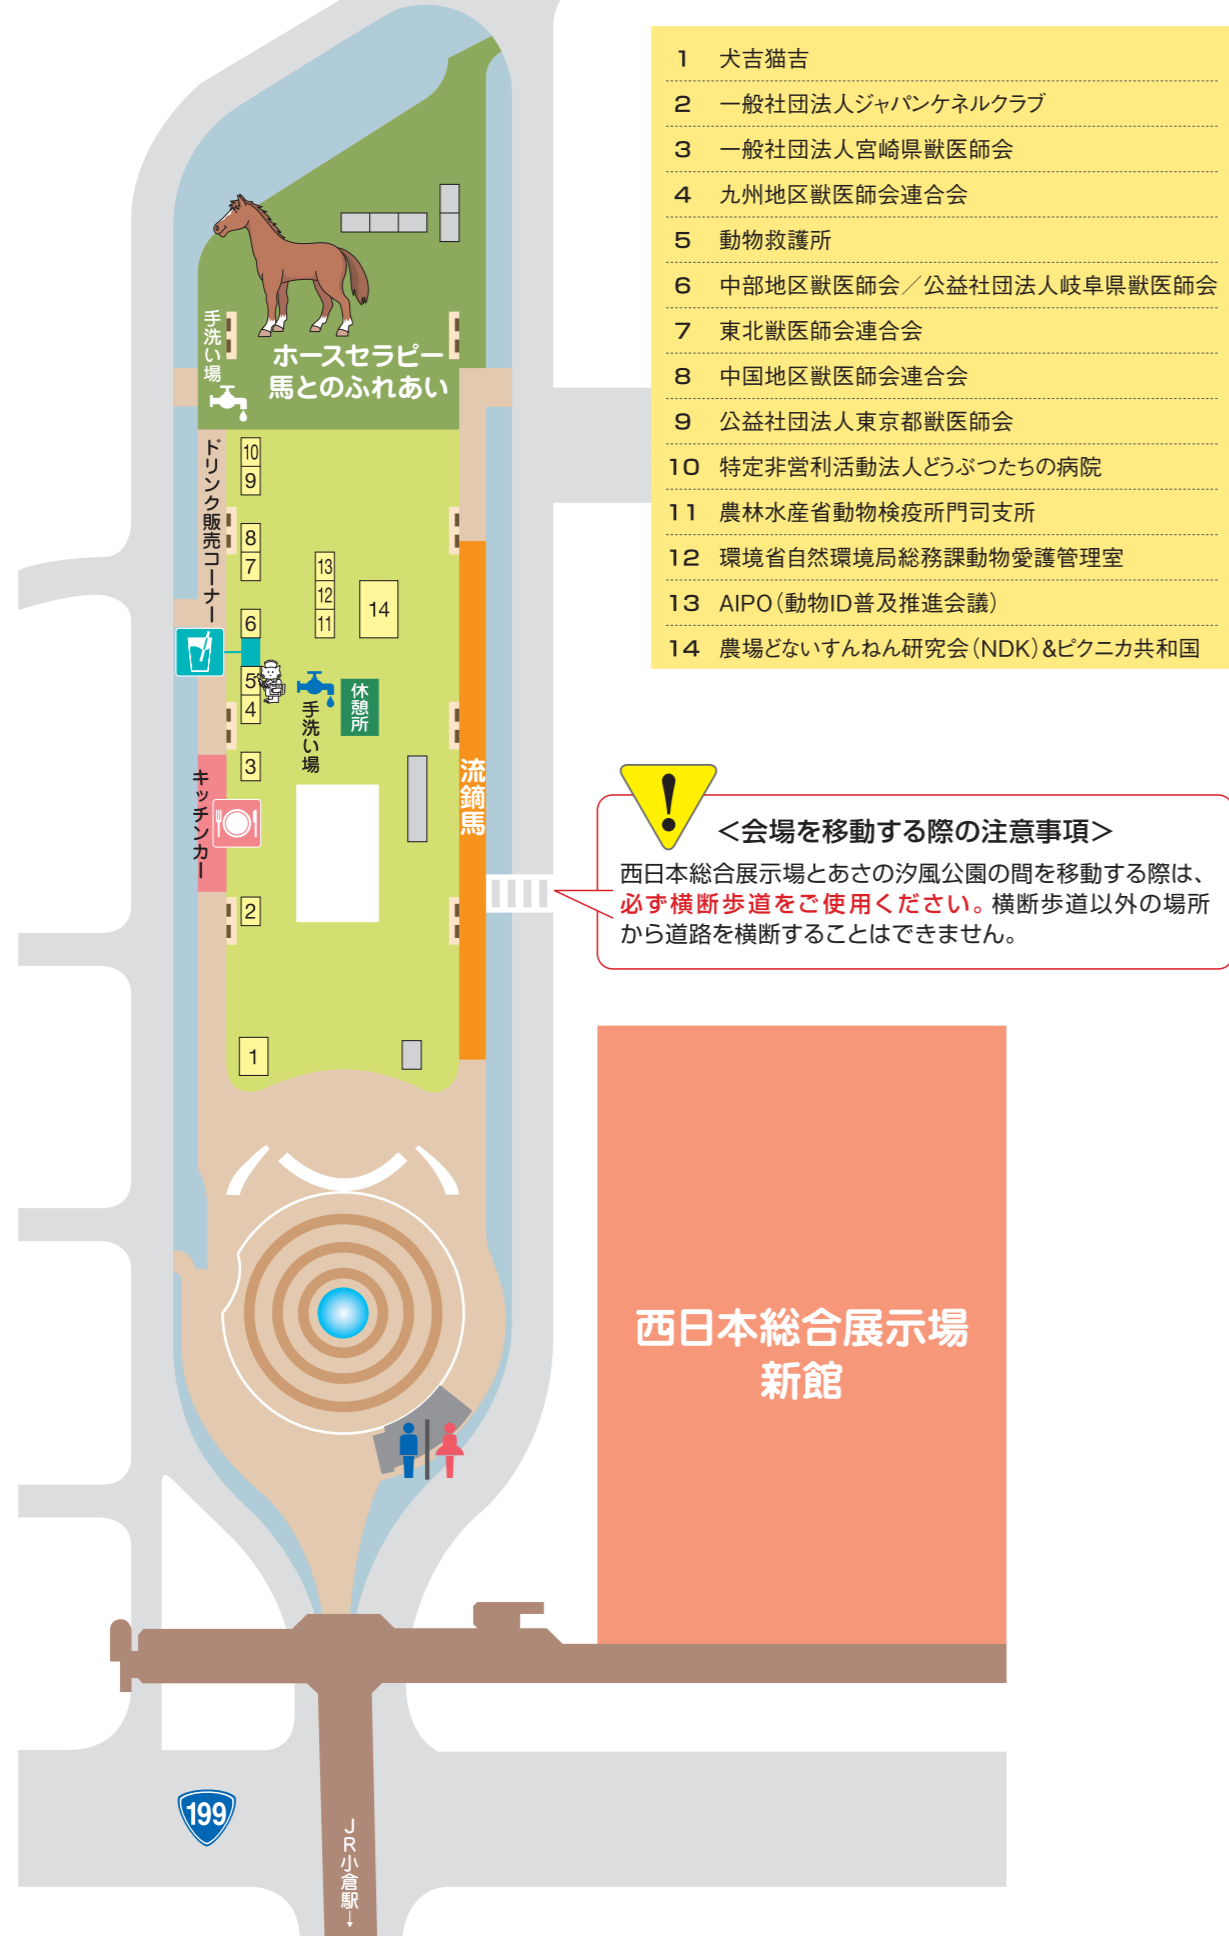 1 犬吉猫吉
2 一般社団法人ジャパンケネルクラブ
3 一般社団法人宮崎県獣医師会
4 九州地区獣医師会連合会
5 動物救護所
6 中部地区獣医師会／公益社団法人岐阜県獣医師会
7 東北獣医師会連合会
8 中国地区獣医師会連合会
9 公益社団法人東京都獣医師会
10 特定非営利活動法人どうぶつたちの病院
11 農林水産省動物検疫所門司支所
12 環境省自然環境局総務課動物愛護管理室
13 AIPO（動物ID普及推進会議）
14 農場どないすんねん研究会（NDK）&ピクニカ共和国
手洗い場
ホースセラピー
馬とのふれあい
ドリンク販売コーナー
10
9
8
7
13
12
11
14
6
5
4
手洗い場
休憩所
3
キッチンカー
流鏑馬
2
1
!
＜会場を移動する際の注意事項＞
西日本総合展示場とあさの汐風公園の間を移動する際は、
必ず横断歩道をご使用ください。横断歩道以外の場所
から道路を横断することはできません。
西日本総合展示場
新館
199
JR小倉駅→